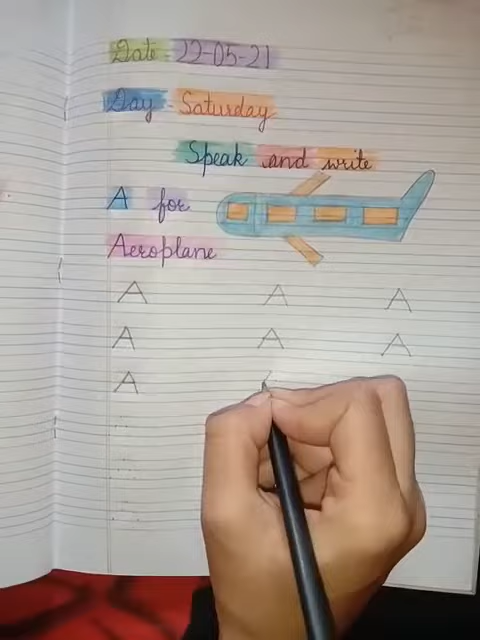 Date - 22-05-21
Day - Saturday
Speak and write
A for
Aeroplane
A A A
A A A
A